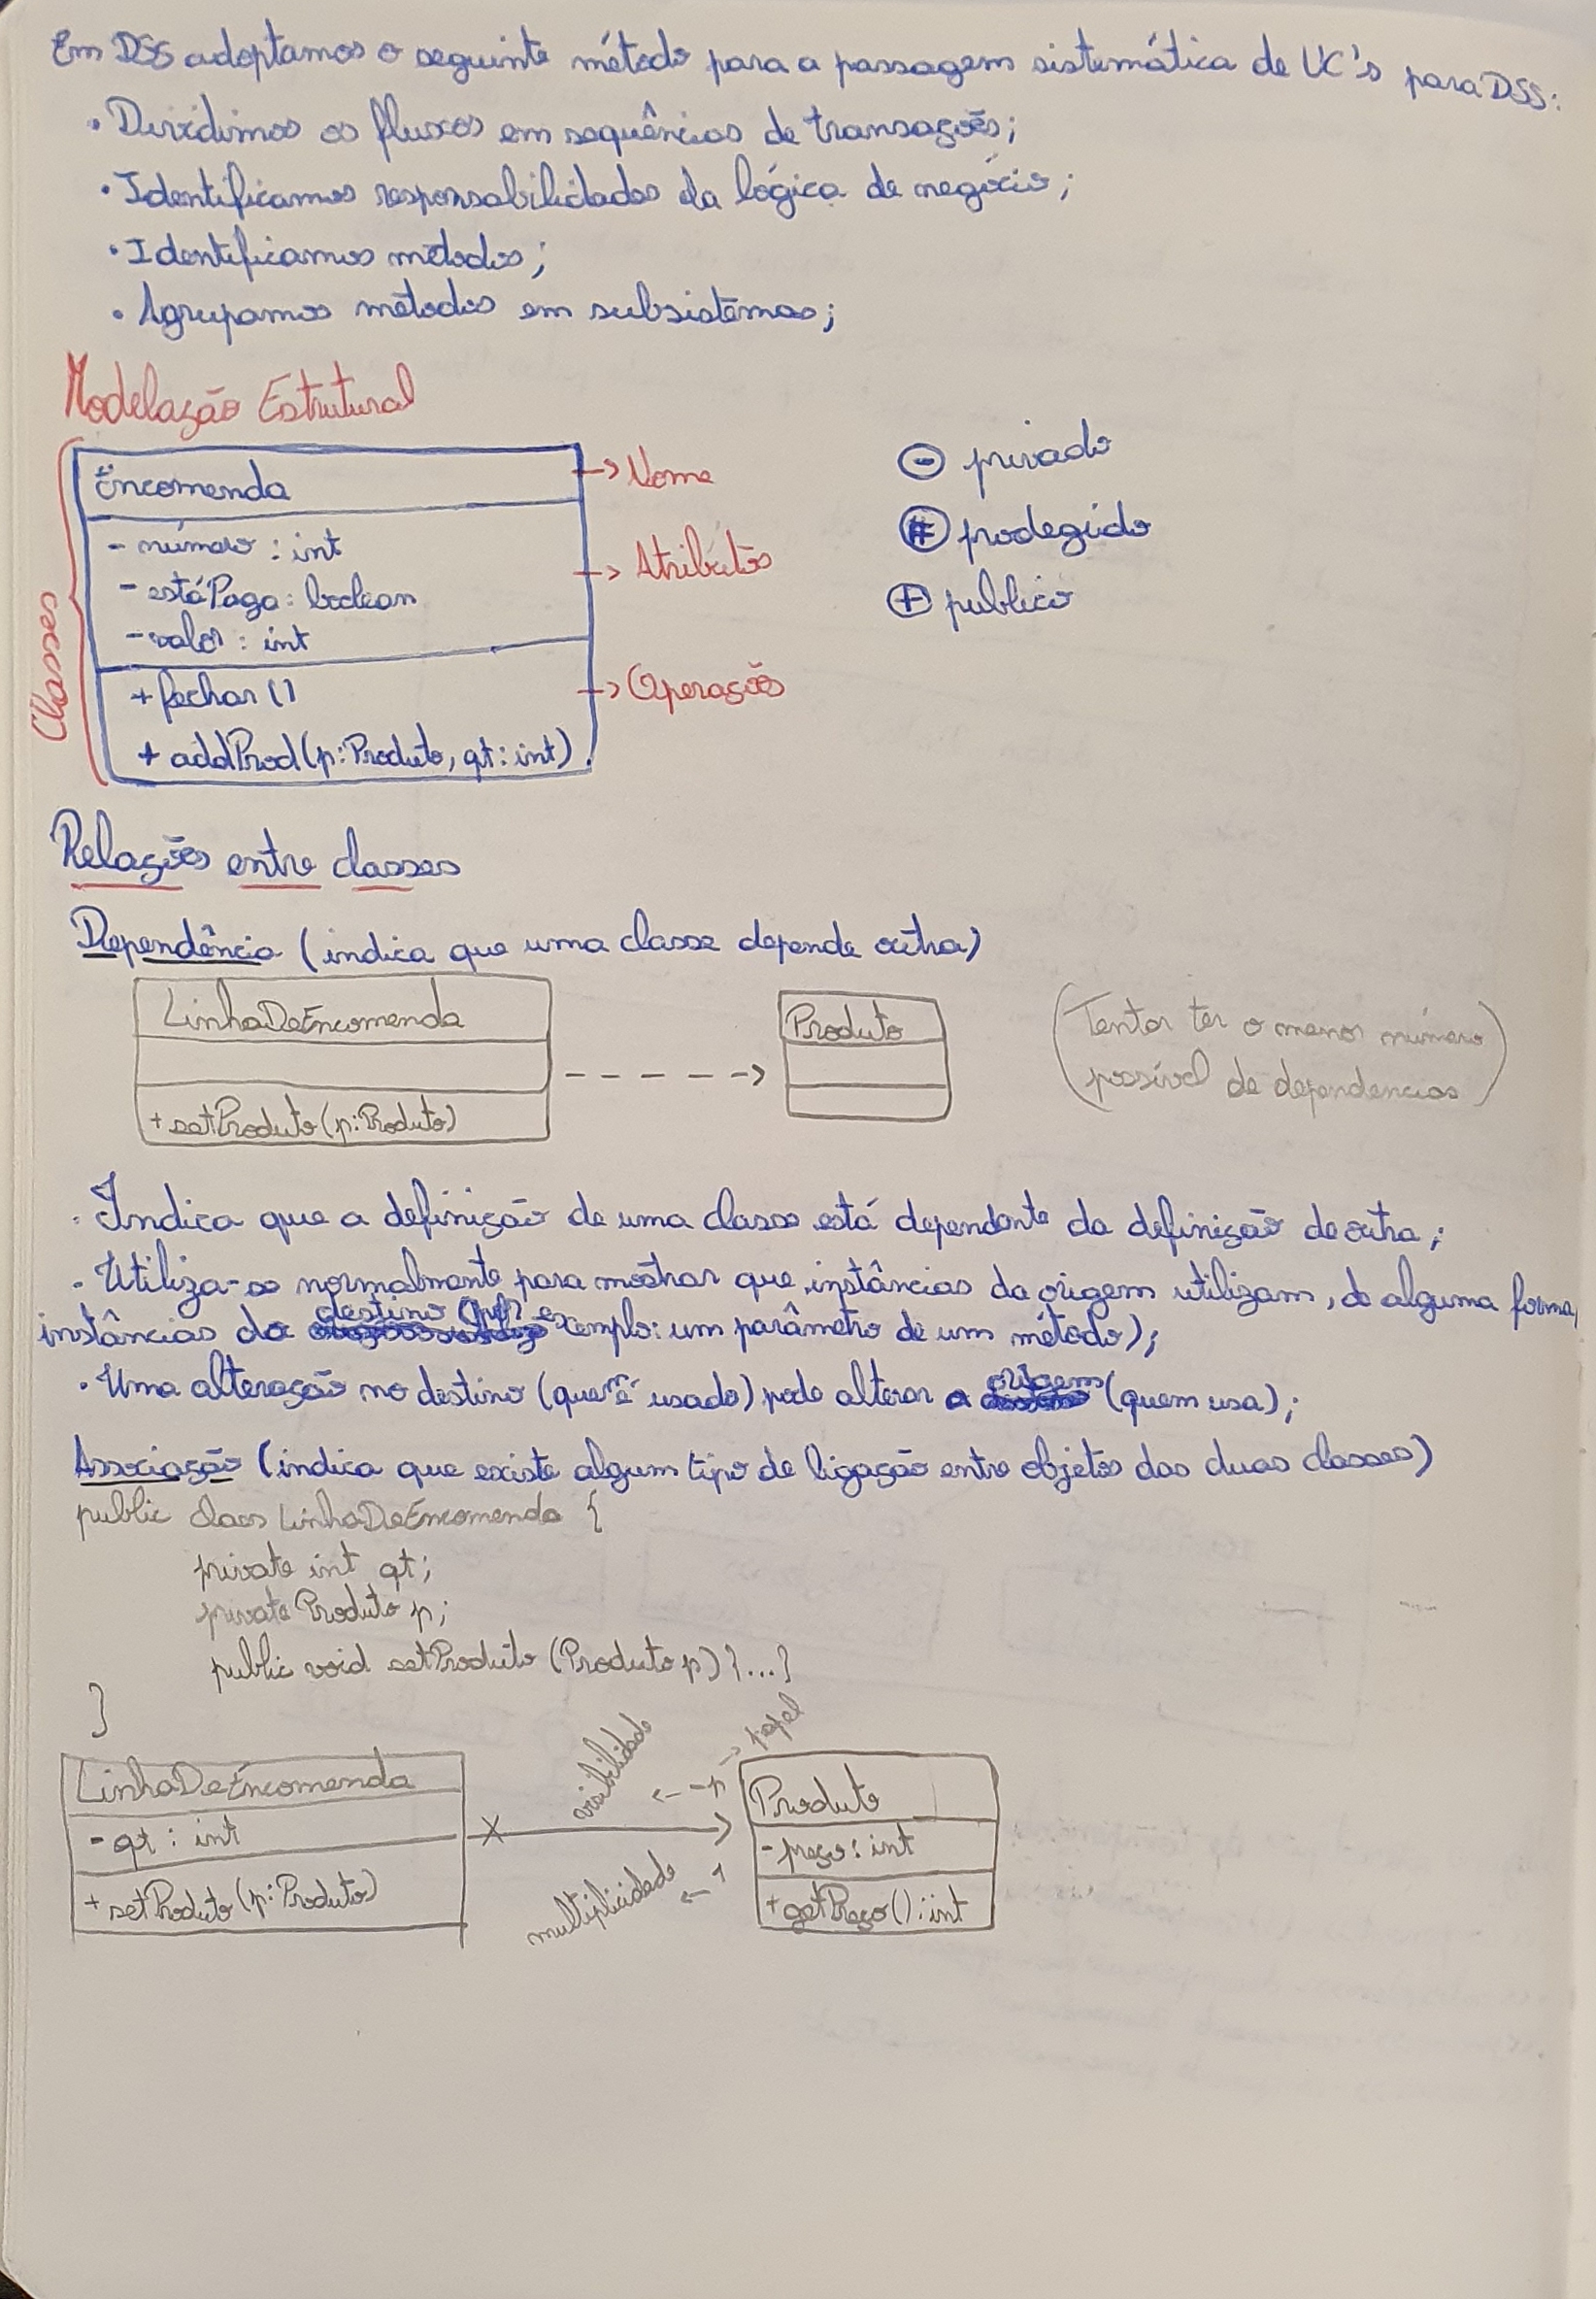 Em DSS adoptamos o seguinte método para a passagem sistemática de UC's para DSS:
• Dividimos os fluxos em sequências de transações;
• Identificamos responsabilidades da lógica de negócio;
• Identificamos métodos;
• Agrupamos métodos em subsistemas;
Modelação Estrutural
Classes
Encomenda
- número : int
- estáPaga : boolean
- valor : int
+ fechar ()
+ addProd(p:Produto, qt:int)
-> Nome
-> Atributos
-> Operações
- privado
# prodegido
+ publico
Relações entre classes
Dependência (indica que uma classe depende outra)
LinhaDeEncomenda
+ setProduto(p:Produto)
Produto
(Tentar ter o menor número
possível de dependencias)
• Indica que a definição de uma classe está dependente da definição de outra;
• Utiliza-se normalmente para mostrar que instâncias da origem utilizam, de alguma forma,
instâncias do destino (por exemplo: um parâmetro de um método);
• Uma alteração no destino (quem é usado) pode alterar a origem (quem usa);
Associação (indica que existe algum tipo de ligação entre objetos das duas classes)
public class LinhaDeEncomenda {
private int qt;
private Produto p;
public void setProduto (Produto p) {...}
}
LinhaDeEncomenda
- qt : int
+ setProduto(p:Produto)
visibilidade <- - - p - -> papel
multiplicidade <- - 1
Produto
- preço : int
+ getPreço() : int